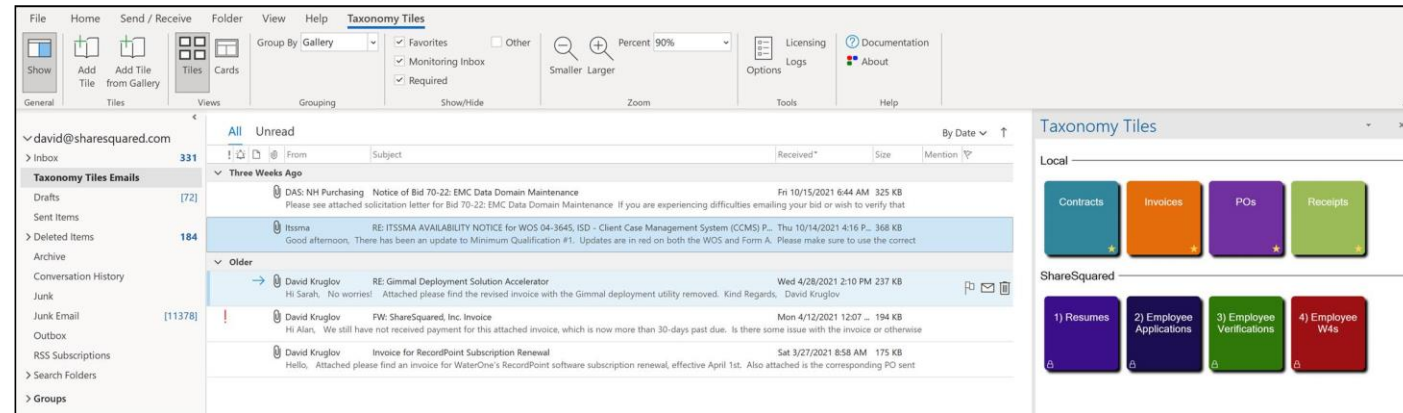 File Home Send / Receive Folder View Help Taxonomy Tiles
Show Add Tile Add Tile from Gallery Tiles Cards Group By Gallery Favorites Other Monitoring Inbox Required Smaller Larger Percent 90% Options Licensing Logs Documentation About
General Tiles Views Grouping Show/Hide Zoom Tools Help
david@sharesquared.com
Inbox 331
Taxonomy Tiles Emails
Drafts [72]
Sent Items
Deleted Items 184
Archive
Conversation History
Junk
Junk Email [11378]
Outbox
RSS Subscriptions
Search Folders
Groups
All Unread By Date
! From Subject Received Size Mention
Three Weeks Ago
DAS: NH Purchasing Notice of Bid 70-22: EMC Data Domain Maintenance Fri 10/15/2021 6:44 AM 325 KB
Please see attached solicitation letter for Bid 70-22: EMC Data Domain Maintenance If you are experiencing difficulties emailing your bid or wish to verify that
Itssma RE: ITSSMA AVAILABILITY NOTICE for WOS 04-3645, ISD - Client Case Management System (CCMS) P... Thu 10/14/2021 4:16 P... 368 KB
Good afternoon, There has been an update to Minimum Qualification #1. Updates are in red on both the WOS and Form A. Please make sure to use the correct
Older
David Kruglov RE: Gimmal Deployment Solution Accelerator Wed 4/28/2021 2:10 PM 237 KB
Hi Sarah, No worries! Attached please find the revised invoice with the Gimmal deployment utility removed. Kind Regards, David Kruglov
! David Kruglov FW: ShareSquared, Inc. Invoice Mon 4/12/2021 12:07 ... 194 KB
Hi Alan, We still have not received payment for this attached invoice, which is now more than 30-days past due. Is there some issue with the invoice or otherwise
David Kruglov Invoice for RecordPoint Subscription Renewal Sat 3/27/2021 8:58 AM 175 KB
Hello, Attached please find an invoice for WaterOne's RecordPoint software subscription renewal, effective April 1st. Also attached is the corresponding PO sent
Taxonomy Tiles
Local
Contracts Invoices POs Receipts
ShareSquared
1) Resumes 2) Employee Applications 3) Employee Verifications 4) Employee W4s